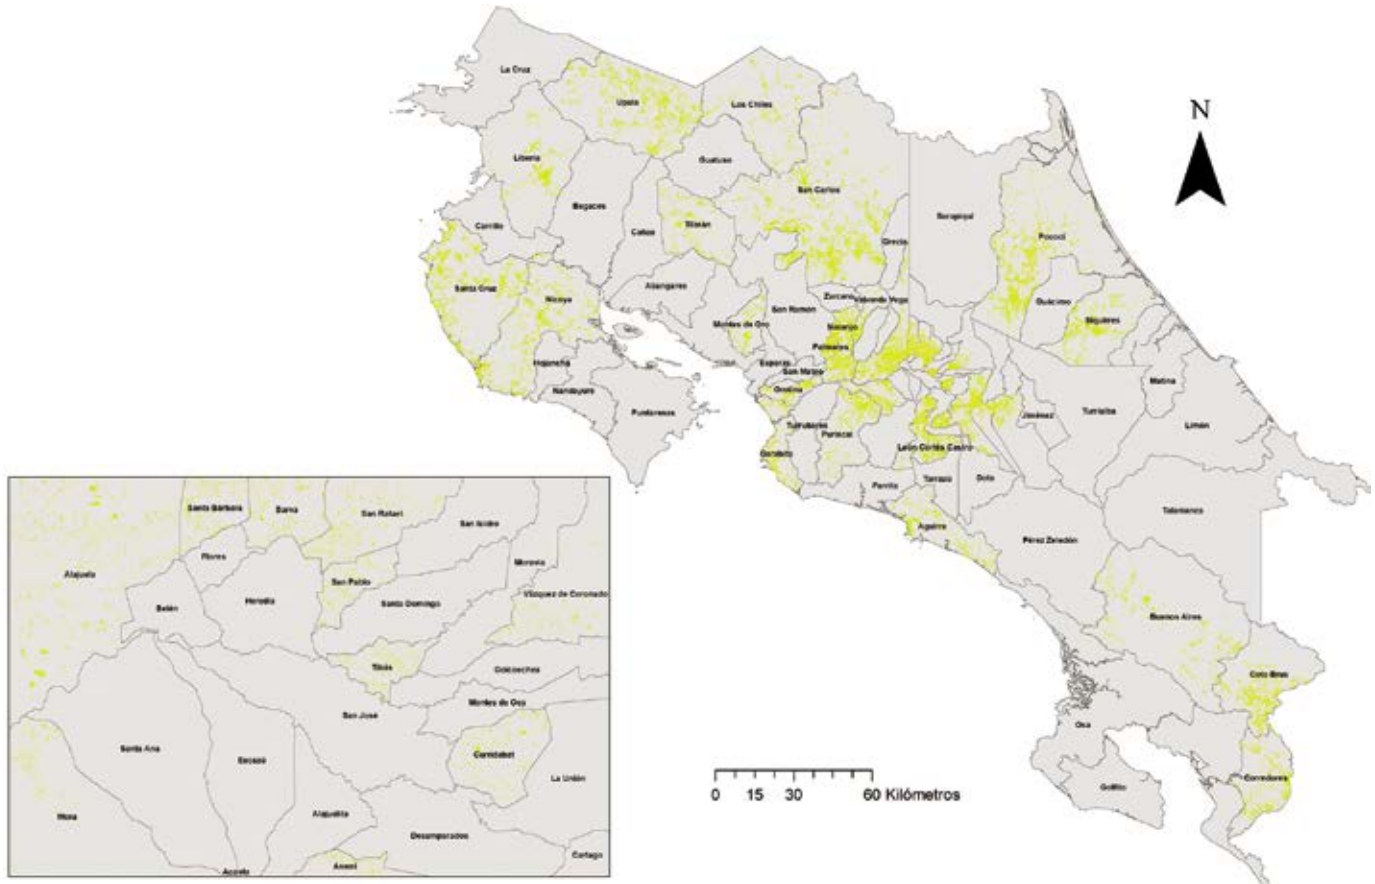 La Cruz
Upala
Los Chiles
N
Liberia
Guatuso
San Carlos
Bagaces
Sarapiquí
Carrillo
Cañas
Tilarán
Grecia
Pococí
Santa Cruz
Nicoya
Abangares
Guácimo
Siquirres
Zarcero
Valverde Vega
San Ramón
Montes de Oro
Naranjo
Palmares
Hojancha
Esparza
San Mateo
Nandayure
Orotina
Matina
Puntarenas
Jiménez
Turrialba
Limón
Turrubares
Puriscal
Garabito
León Cortés Castro
Parrita
Tarrazú
Dota
Talamanca
Aguirre
Pérez Zeledón
Buenos Aires
Coto Brus
Osa
Corredores
Golfito
Santa Bárbara
Barva
San Rafael
San Isidro
Flores
Moravia
Alajuela
San Pablo
Vázquez de Coronado
Belén
Heredia
Santa Domingo
Tibás
Goicoechea
Montes de Oca
San José
Santa Ana
Escazú
Curridabat
La Unión
Mora
Alajuelita
Desamparados
Cartago
Acosta
Aserrí
0 15 30 60 Kilómetros